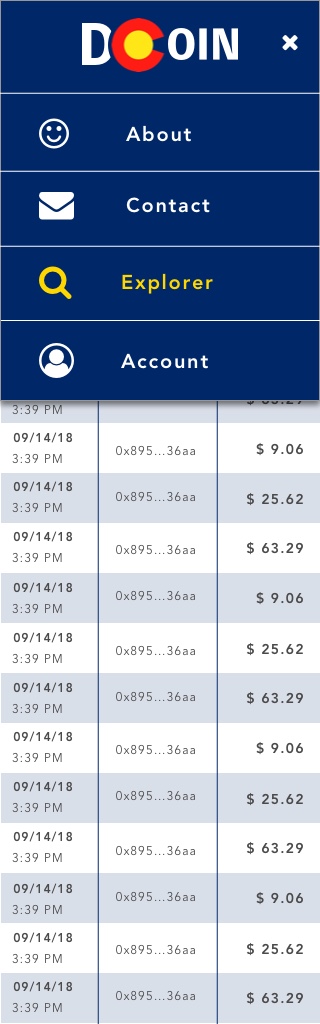 DCOIN
About
Contact
Explorer
Account
3:39 PM
09/14/18
3:39 PM
0x895...36aa
$ 9.06
09/14/18
3:39 PM
0x895...36aa
$ 25.62
09/14/18
3:39 PM
0x895...36aa
$ 63.29
09/14/18
3:39 PM
0x895...36aa
$ 9.06
09/14/18
3:39 PM
0x895...36aa
$ 25.62
09/14/18
3:39 PM
0x895...36aa
$ 63.29
09/14/18
3:39 PM
0x895...36aa
$ 9.06
09/14/18
3:39 PM
0x895...36aa
$ 25.62
09/14/18
3:39 PM
0x895...36aa
$ 63.29
09/14/18
3:39 PM
0x895...36aa
$ 9.06
09/14/18
3:39 PM
0x895...36aa
$ 25.62
09/14/18
3:39 PM
0x895...36aa
$ 63.29